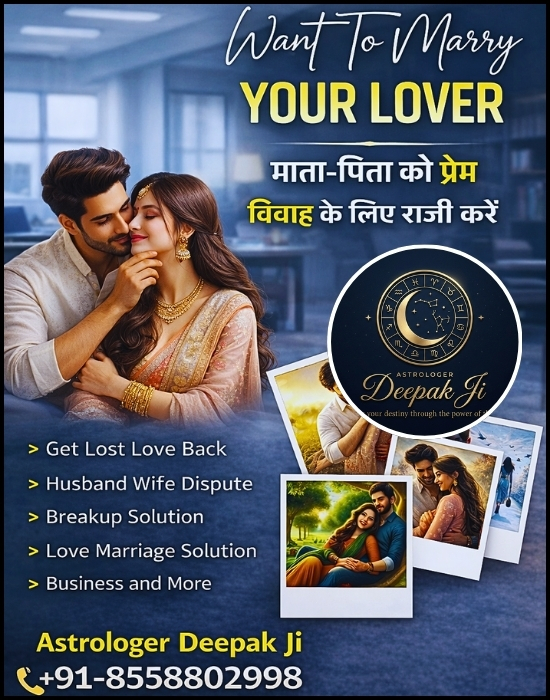 Want To Marry
YOUR LOVER
माता-पिता को प्रेम
विवाह के लिए राजी करें
ASTROLOGER
Deepak Ji
your destiny through the power of
> Get Lost Love Back
> Husband Wife Dispute
> Breakup Solution
> Love Marriage Solution
> Business and More
Astrologer Deepak Ji
+91-8558802998